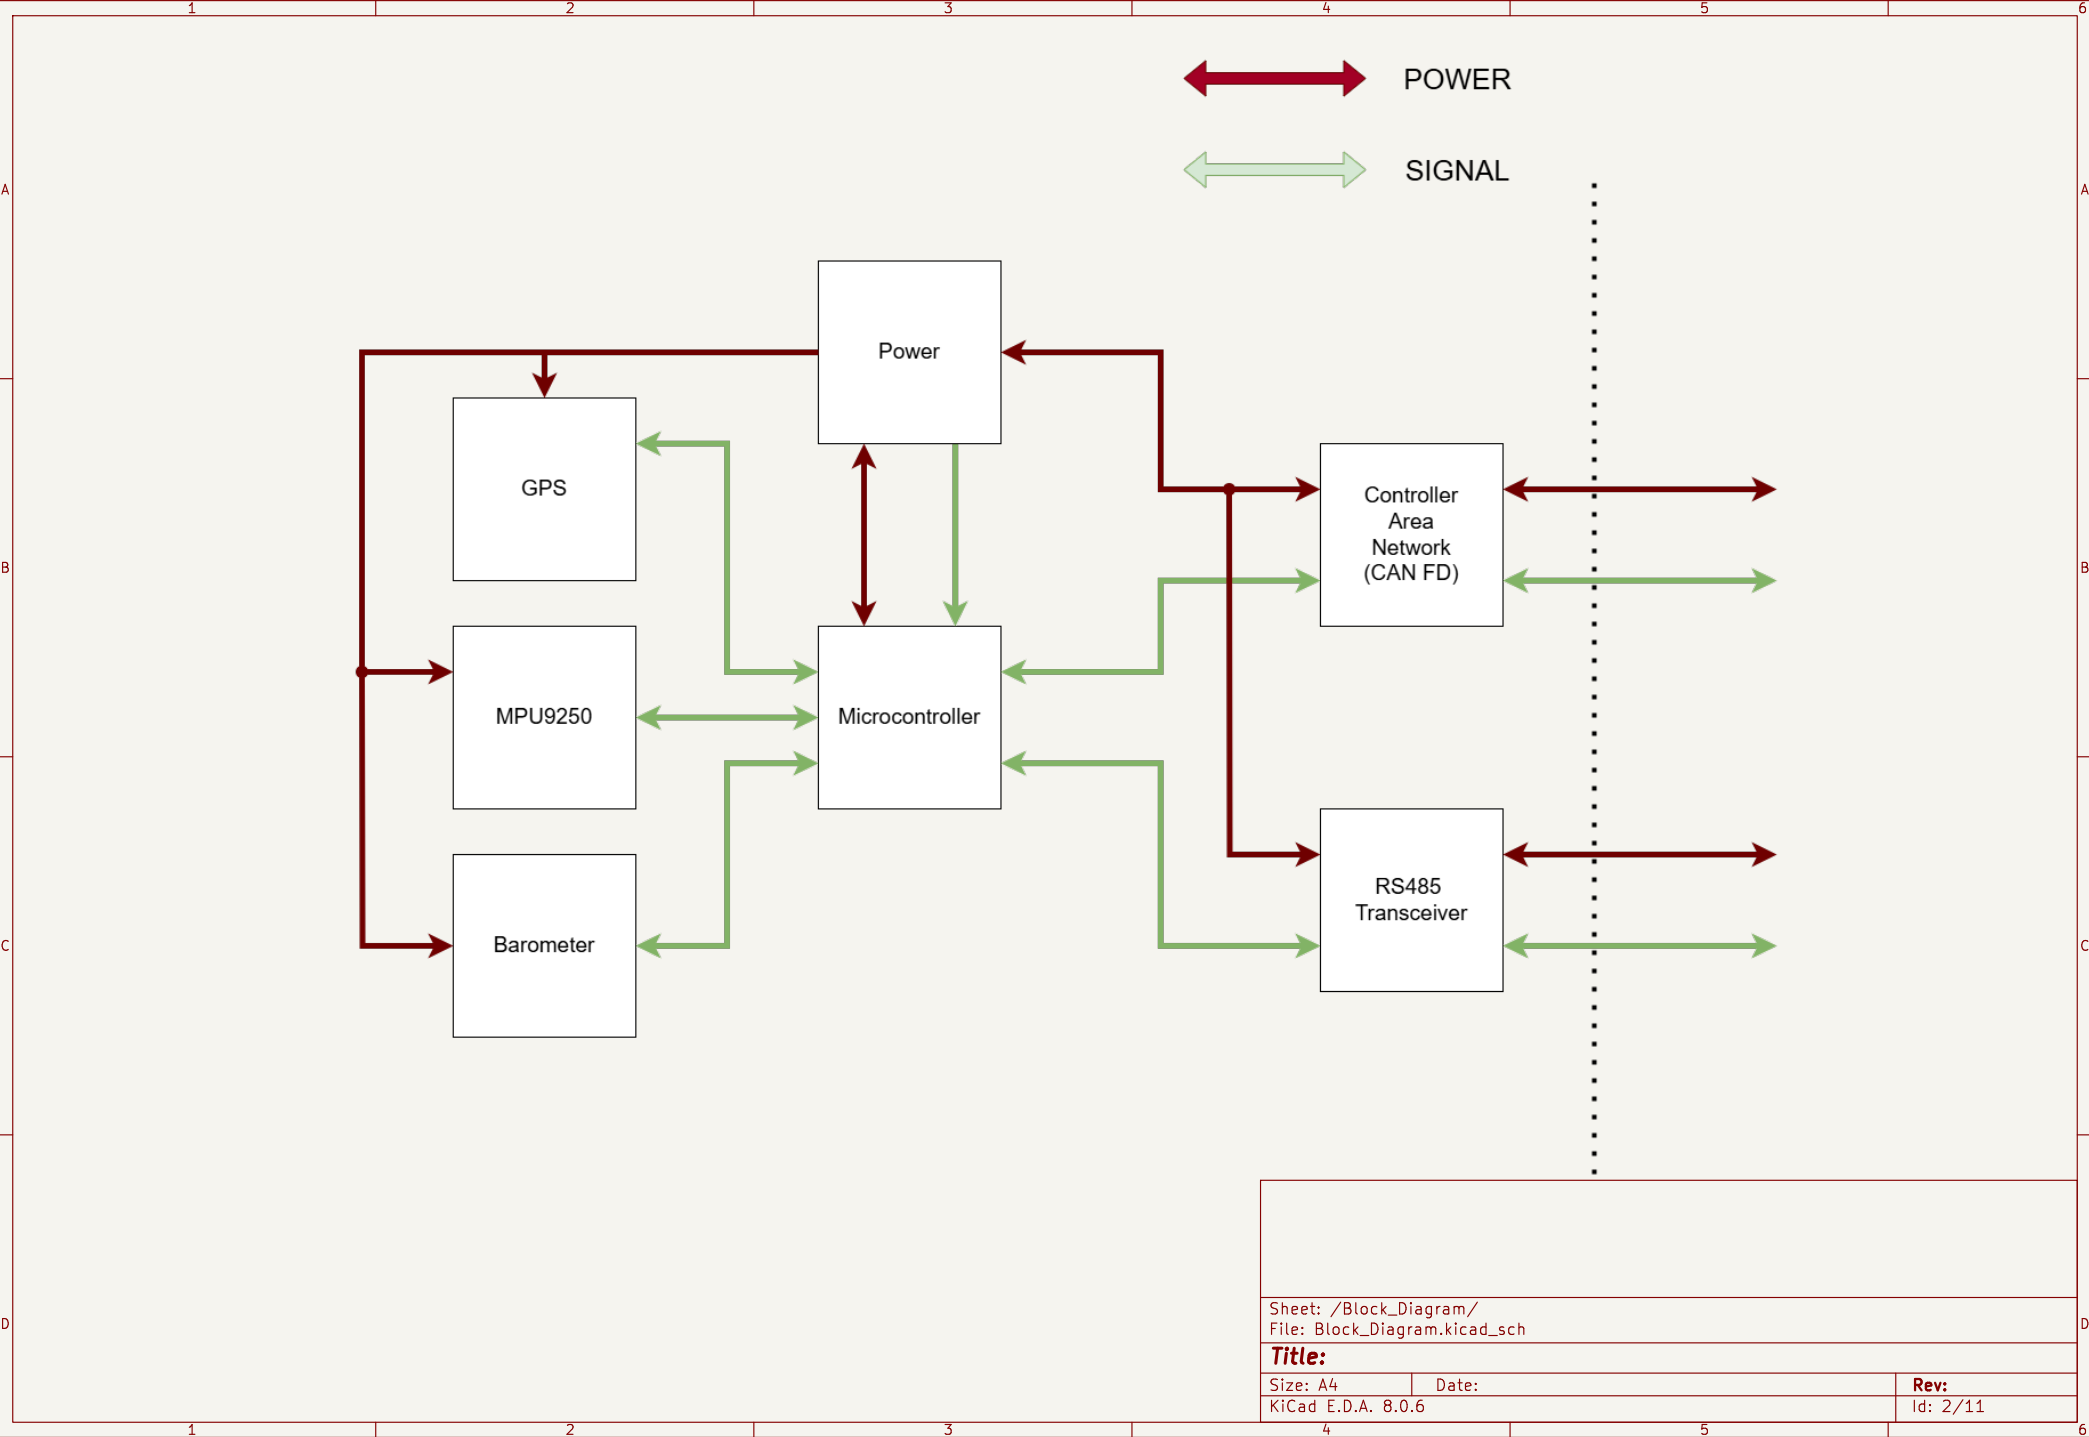 1 2 3 4 5 6
POWER
SIGNAL
A A
Power
GPS
Controller
Area
Network
(CAN FD)
B B
MPU9250
Microcontroller
RS485
Transceiver
Barometer
C C
Sheet: /Block_Diagram/
File: Block_Diagram.kicad_sch
D D
Title:
Size: A4 Date: Rev:
KiCad E.D.A. 8.0.6 Id: 2/11
1 2 3 4 5 6